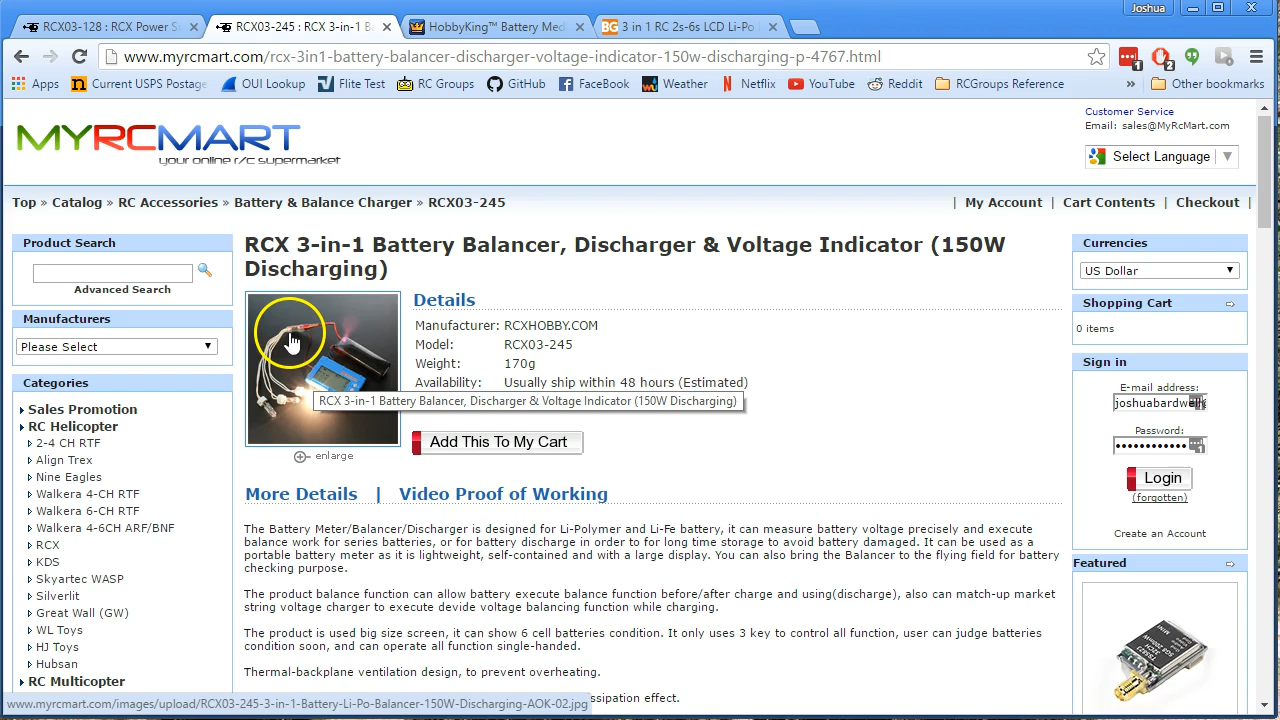 Joshua
RCX03-128 : RCX Power S
RCX03-245 : RCX 3-in-1 B
HobbyKing™ Battery Med
3 in 1 RC 2s-6s LCD Li-Po
www.myrcmart.com/rcx-3in1-battery-balancer-discharger-voltage-indicator-150w-discharging-p-4767.html
1
2
Apps
Current USPS Postage
OUI Lookup
Flite Test
RC Groups
GitHub
FaceBook
Weather
Netflix
YouTube
Reddit
RCGroups Reference
»
Other bookmarks
MYRCMART
your online r/c supermarket
Customer Service
Email: sales@MyRcMart.com
Select Language
Top » Catalog » RC Accessories » Battery & Balance Charger » RCX03-245
| My Account | Cart Contents | Checkout |
Product Search
Advanced Search
Manufacturers
Please Select
Categories
Sales Promotion
RC Helicopter
2-4 CH RTF
Align Trex
Nine Eagles
Walkera 4-CH RTF
Walkera 6-CH RTF
Walkera 4-6CH ARF/BNF
RCX
KDS
Skyartec WASP
Silverlit
Great Wall (GW)
WL Toys
HJ Toys
Hubsan
RC Multicopter
RCX 3-in-1 Battery Balancer, Discharger & Voltage Indicator (150W
Discharging)
Details
Manufacturer: RCXHOBBY.COM
Model: RCX03-245
Weight: 170g
Availability: Usually ship within 48 hours (Estimated)
RCX 3-in-1 Battery Balancer, Discharger & Voltage Indicator (150W Discharging)
Add This To My Cart
enlarge
More Details | Video Proof of Working
The Battery Meter/Balancer/Discharger is designed for Li-Polymer and Li-Fe battery, it can measure battery voltage precisely and execute
balance work for series batteries, or for battery discharge in order to for long time storage to avoid battery damaged. It can be used as a
portable battery meter as it is lightweight, self-contained and with a large display. You can also bring the Balancer to the flying field for battery
checking purpose.
The product balance function can allow battery execute balance function before/after charge and using(discharge), also can match-up market
string voltage charger to execute devide voltage balancing function while charging.
The product is used big size screen, it can show 6 cell batteries condition. It only uses 3 key to control all function, user can judge batteries
condition soon, and can operate all function single-handed.
Thermal-backplane ventilation design, to prevent overheating.
effect.
Currencies
US Dollar
Shopping Cart
0 items
Sign in
E-mail address:
Password:
Login
(forgotten)
Create an Account
Featured
www.myrcmart.com/images/upload/RCX03-245-3-in-1-Battery-Li-Po-Balancer-150W-Discharging-AOK-02.jpg